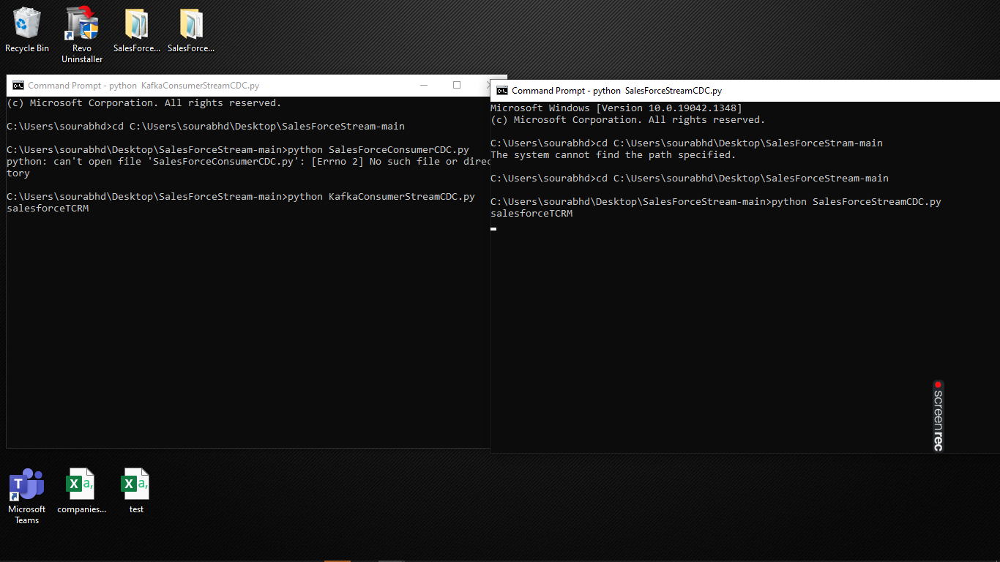 Recycle Bin
Revo
Uninstaller
SalesForce...
SalesForce...
Command Prompt - python  KafkaConsumerStreamCDC.py
(c) Microsoft Corporation. All rights reserved.
C:\Users\sourabhd>cd C:\Users\sourabhd\Desktop\SalesForceStream-main
C:\Users\sourabhd\Desktop\SalesForceStream-main>python SalesForceConsumerCDC.py
python: can't open file 'SalesForceConsumerCDC.py': [Errno 2] No such file or direc
tory
C:\Users\sourabhd\Desktop\SalesForceStream-main>python KafkaConsumerStreamCDC.py
salesforceTCRM
Command Prompt - python  SalesForceStreamCDC.py
Microsoft Windows [Version 10.0.19042.1348]
(c) Microsoft Corporation. All rights reserved.
C:\Users\sourabhd>cd C:\Users\sourabhd\Desktop\SalesForceStram-main
The system cannot find the path specified.
C:\Users\sourabhd>cd C:\Users\sourabhd\Desktop\SalesForceStream-main
C:\Users\sourabhd\Desktop\SalesForceStream-main>python SalesForceStreamCDC.py
salesforceTCRM
screenrec
Microsoft
Teams
companies...
test